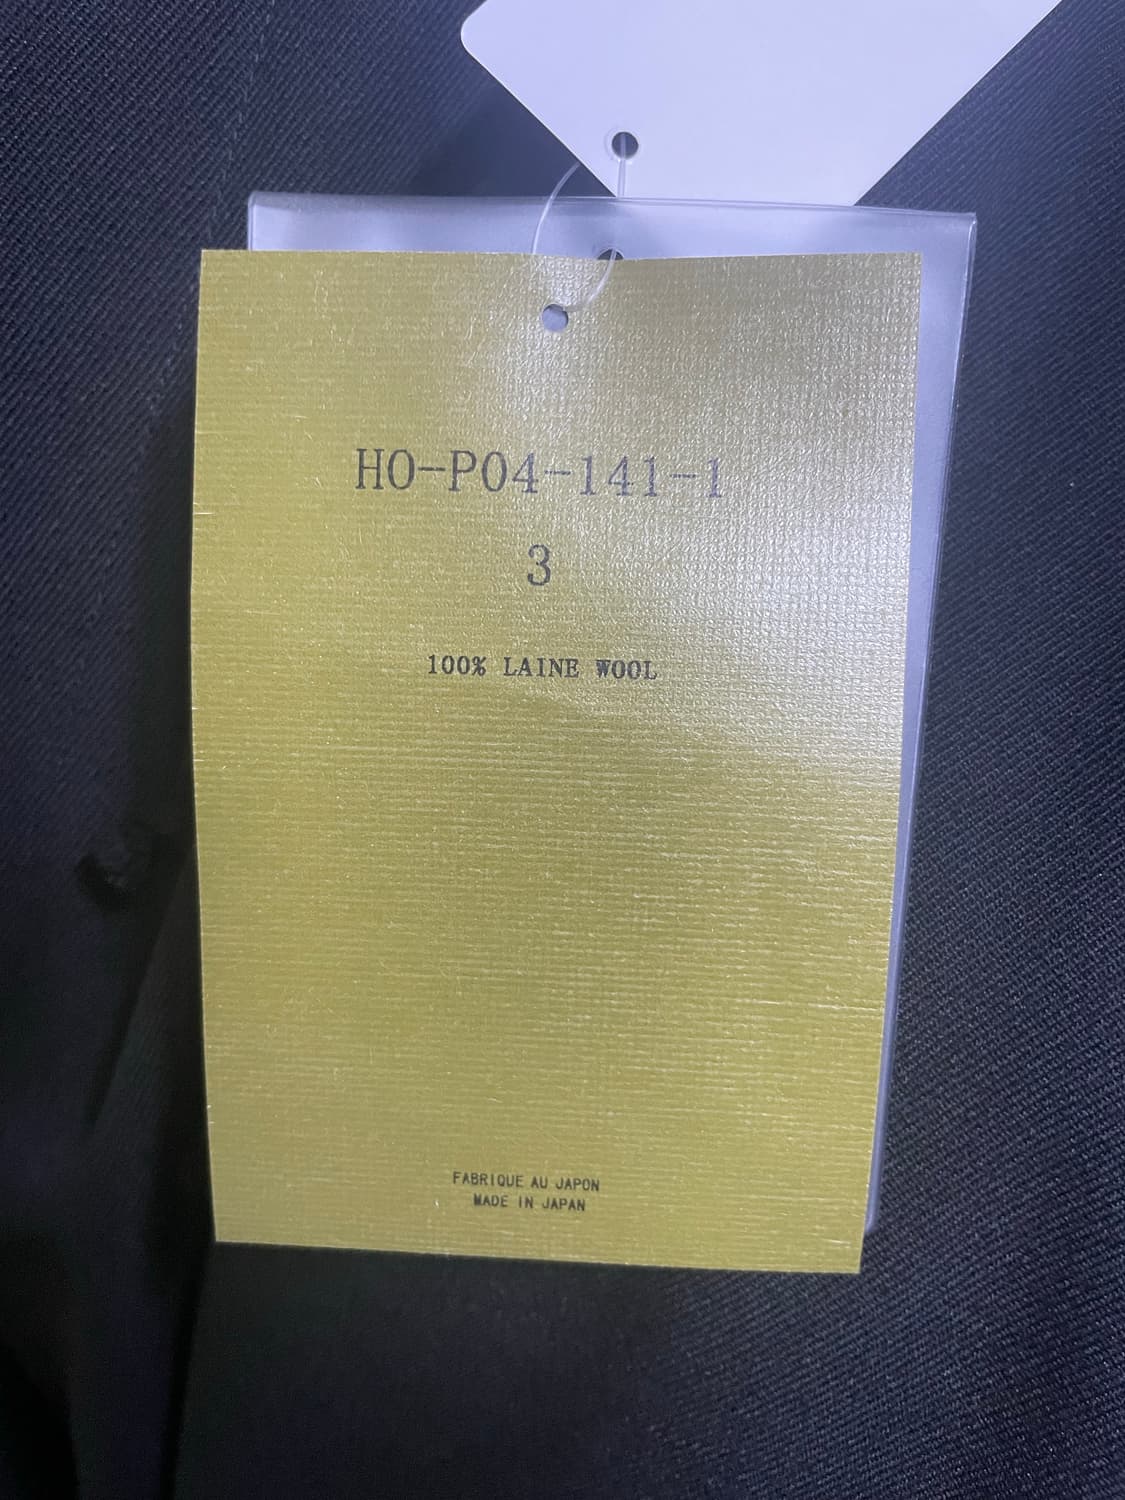 HO-P04-141-1
3
100% LAINE WOOL
FABRIQUE AU JAPON
MADE IN JAPAN